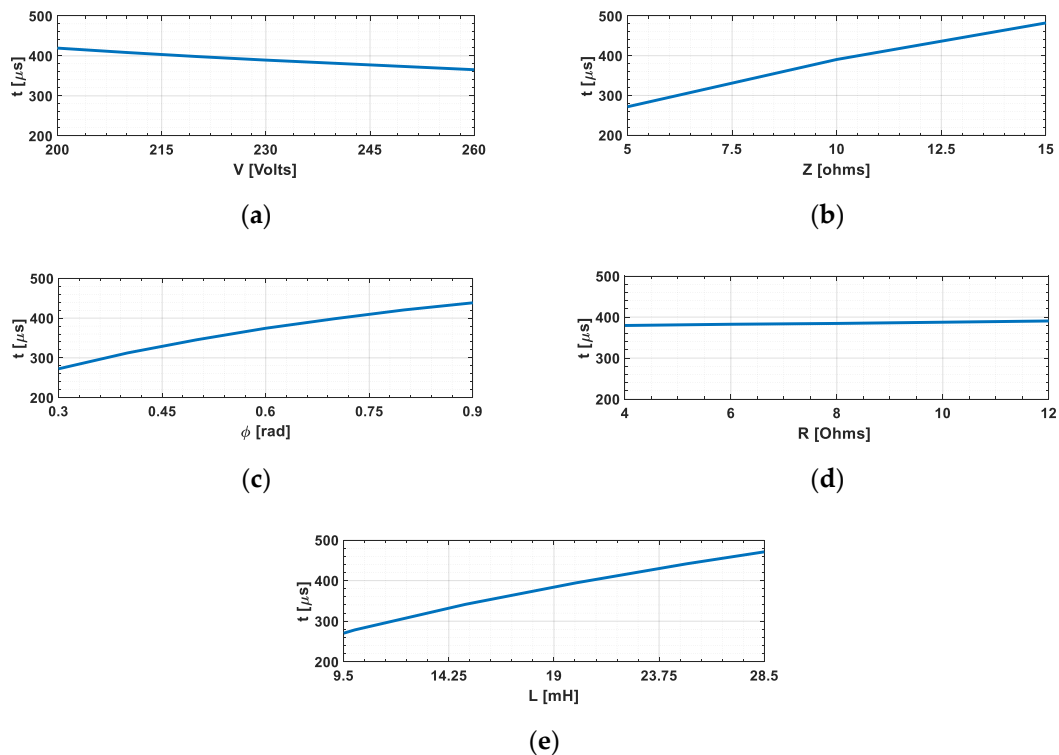 500
400
300
200
t [μs]
200 215 230 245 260
V [Volts]
(a)
500
400
300
200
t [μs]
5 7.5 10 12.5 15
Z [ohms]
(b)
500
400
300
200
t [μs]
0.3 0.45 0.6 0.75 0.9
ϕ [rad]
(c)
500
400
300
200
t [μs]
4 6 8 10 12
R [Ohms]
(d)
500
400
300
200
t [μs]
9.5 14.25 19 23.75 28.5
L [mH]
(e)